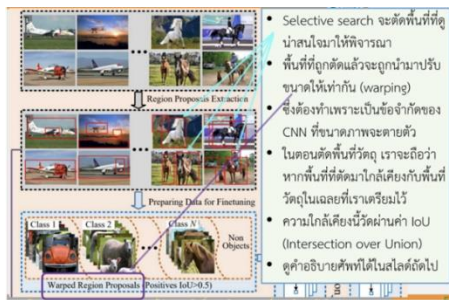 Region Proposals Extraction
Preparing Data for Finetuning
Class 1
Class 2
Class N
Non
Objects
Warped Region Proposals (Positives IoU>0.5)
• Selective search จะตัดพื้นที่ที่ดู
น่าสนใจมาให้พิจารณา
• พื้นที่ที่ถูกตัดแล้วจะถูกนำมาปรับ
ขนาดให้เท่ากัน (warping)
• ซึ่งต้องทำเพราะเป็นข้อจำกัดของ
CNN ที่ขนาดภาพจะตายตัว
• ในตอนตัดพื้นที่วัตถุ เราจะถือว่า
หากพื้นที่ที่ตัดมาใกล้เคียงกับพื้นที่
วัตถุในเฉลยที่เราเตรียมไว้
• ความใกล้เคียงนี้วัดผ่านค่า IoU
(Intersection over Union)
• ดูคำอธิบายศัพท์ได้ในสไลด์ถัดไป